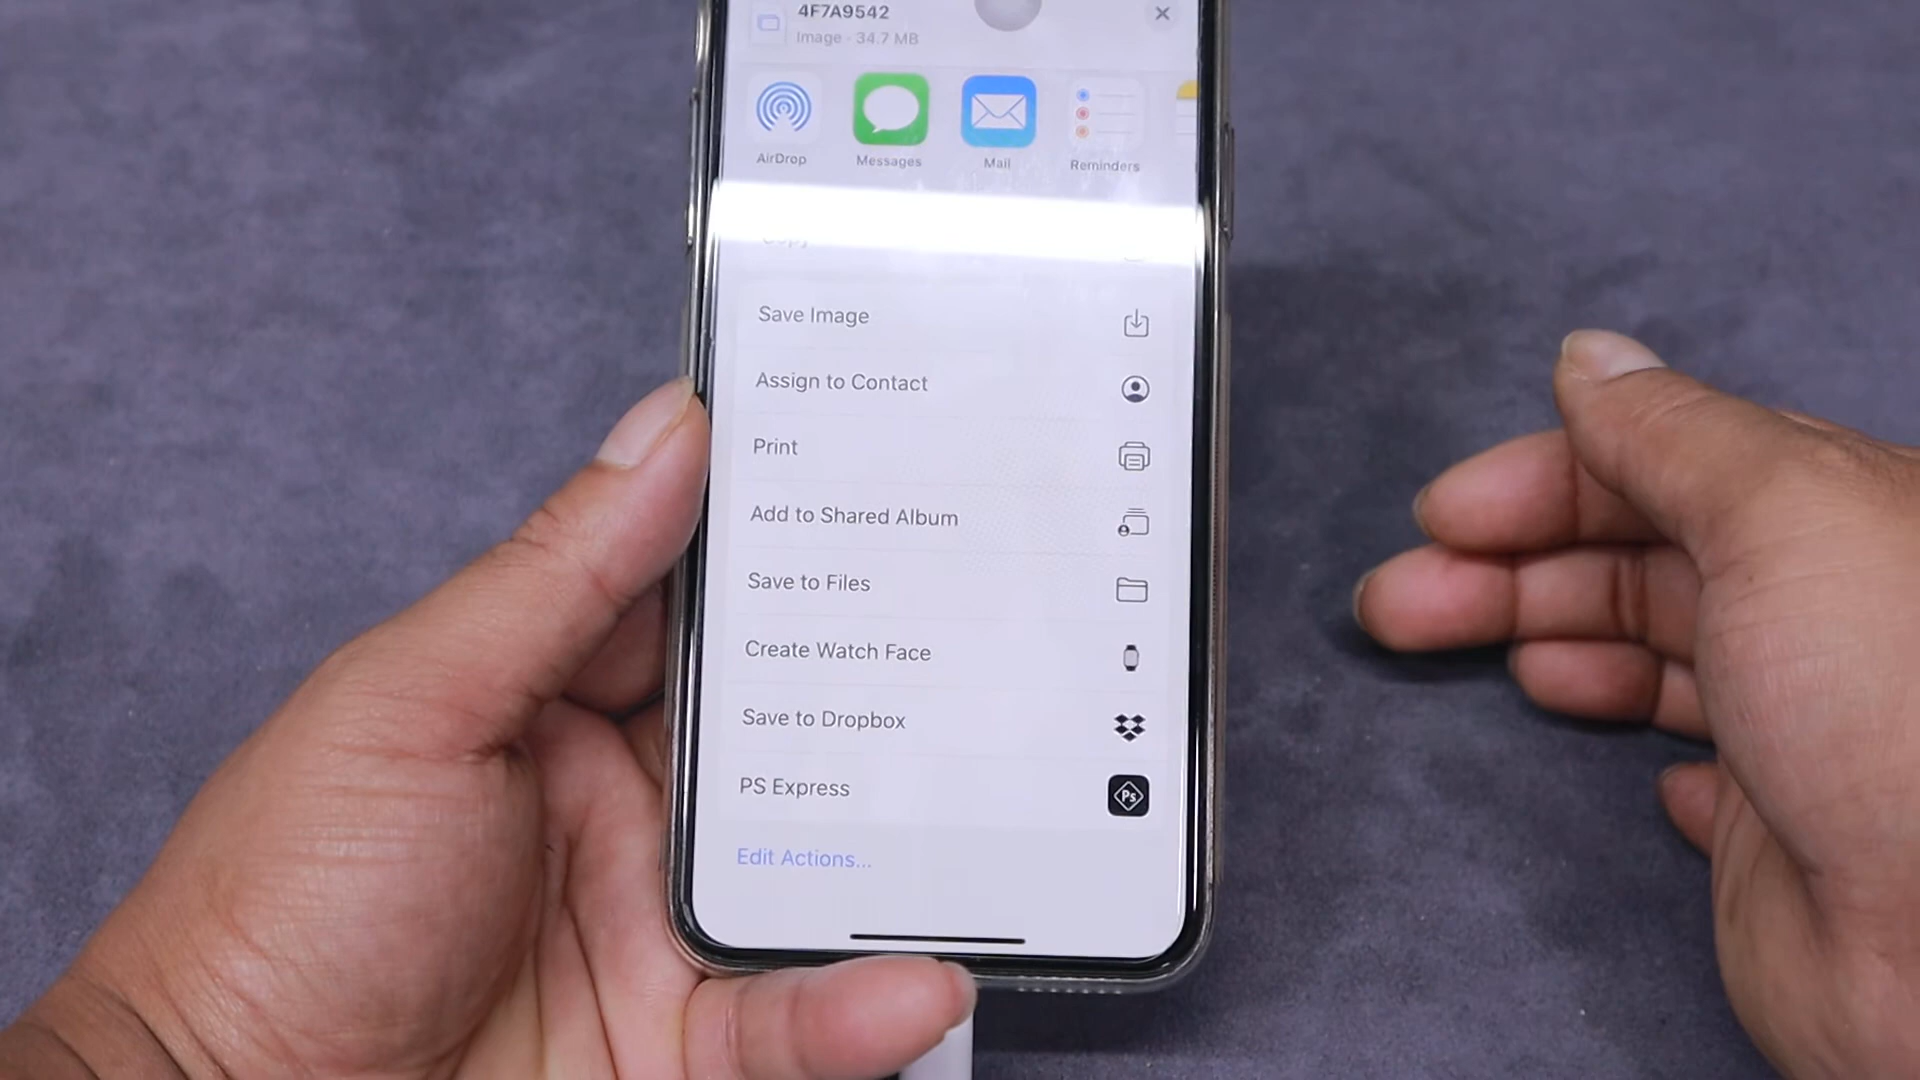 4F7A9542
Image - 34.7 MB
AirDrop
Messages
Mail
Reminders
Copy
Save Image
Assign to Contact
Print
Add to Shared Album
Save to Files
Create Watch Face
Save to Dropbox
PS Express
Ps
Edit Actions...